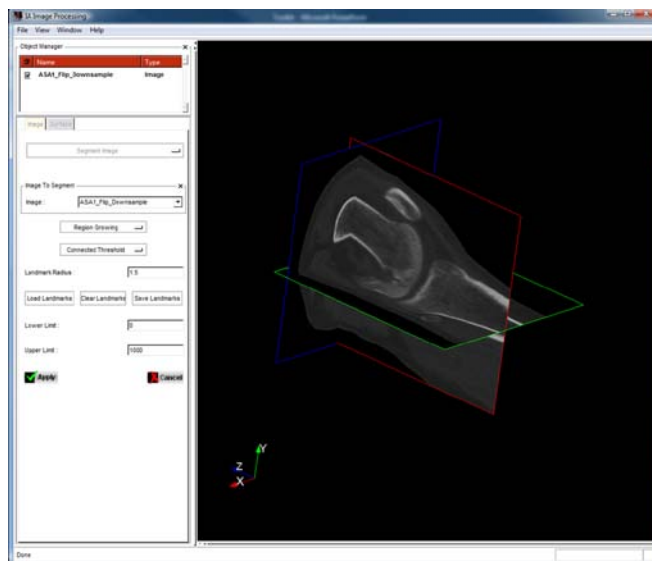 IA Image Processing
File View Window Help
Object Manager
Name Type
ASA1_Flip_Downsample Image
Image Surface
Segment Image
Image To Segment
Image : ASA1_Flip_Downsample
Region Growing
Connected Threshold
Landmark Radius 1.5
Load Landmarks Clear Landmarks Save Landmarks
Lower Limit : 0
Upper Limit : 1000
Apply Cancel
Y
Z
X
Done